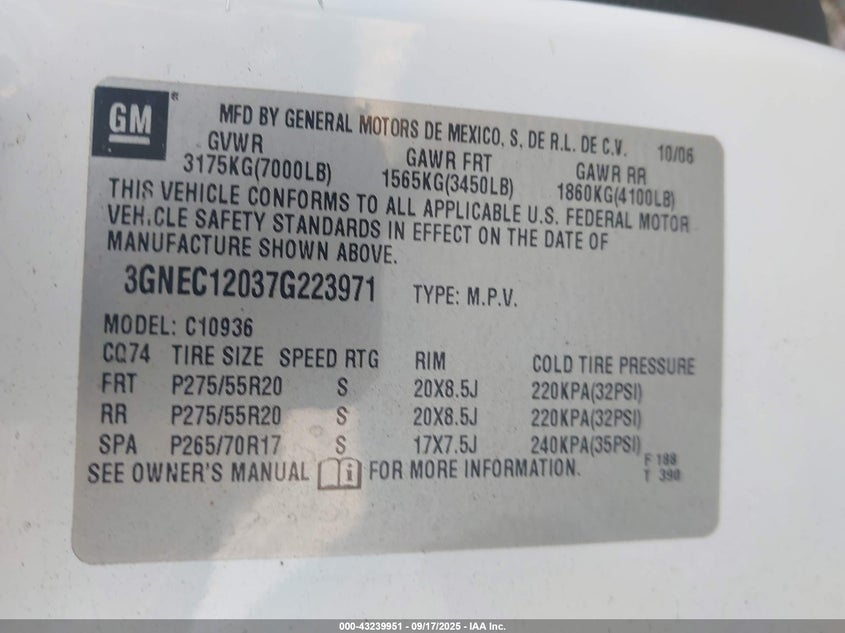 GM®
MFD BY GENERAL MOTORS DE MEXICO, S. DE R.L. DE C.V. 10/06
GVWR GAWR FRT GAWR RR
3175KG(7000LB) 1565KG(3450LB) 1860KG(4100LB)
THIS VEHICLE CONFORMS TO ALL APPLICABLE U.S. FEDERAL MOTOR
VEHICLE SAFETY STANDARDS IN EFFECT ON THE DATE OF
MANUFACTURE SHOWN ABOVE.
3GNEC12037G223971 TYPE: M.P.V.
MODEL: C10936
CQ74 TIRE SIZE SPEED RTG RIM COLD TIRE PRESSURE
FRT P275/55R20 S 20X8.5J 220KPA(32PSI)
RR P275/55R20 S 20X8.5J 220KPA(32PSI)
SPA P265/70R17 S 17X7.5J 240KPA(35PSI)
SEE OWNER'S MANUAL i FOR MORE INFORMATION.
F 188
T 390
000-43239951 - 09/17/2025 - IAA Inc.